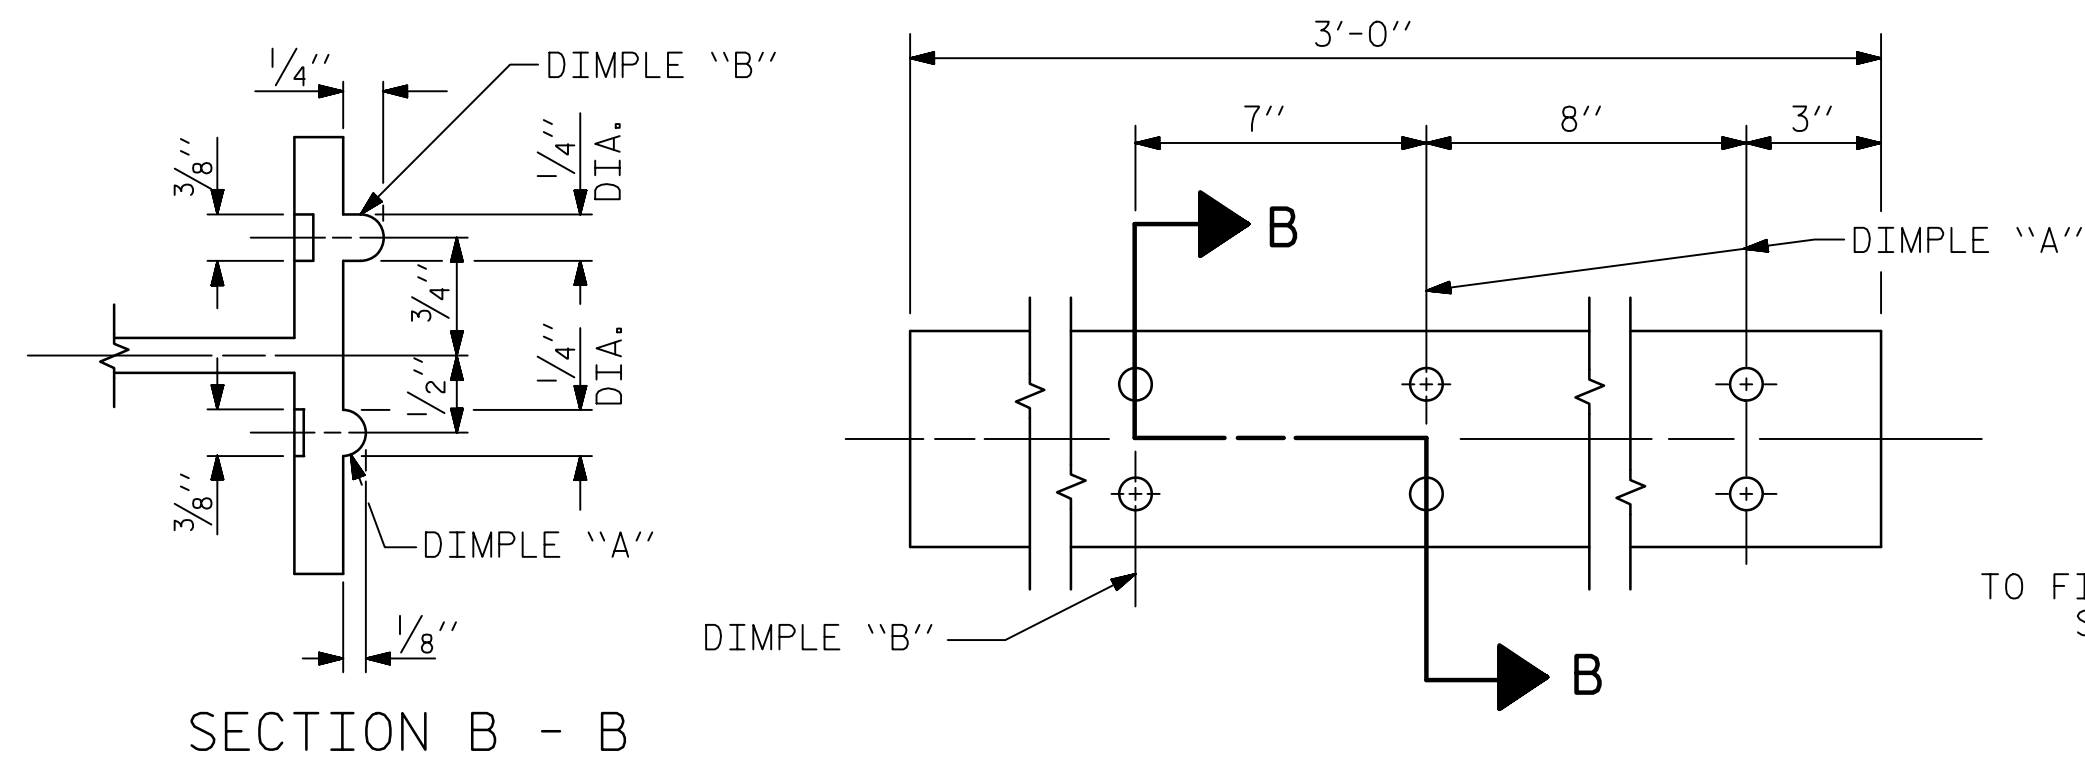 1/4"
DIMPLE "B"
3/8"
1/4" DIA.
3/4"
1/2"
1/4" DIA.
3/8"
DIMPLE "A"
1/8"
SECTION B - B
3'-0"
7"
8"
3"
B
DIMPLE "A"
DIMPLE "B"
B
TO